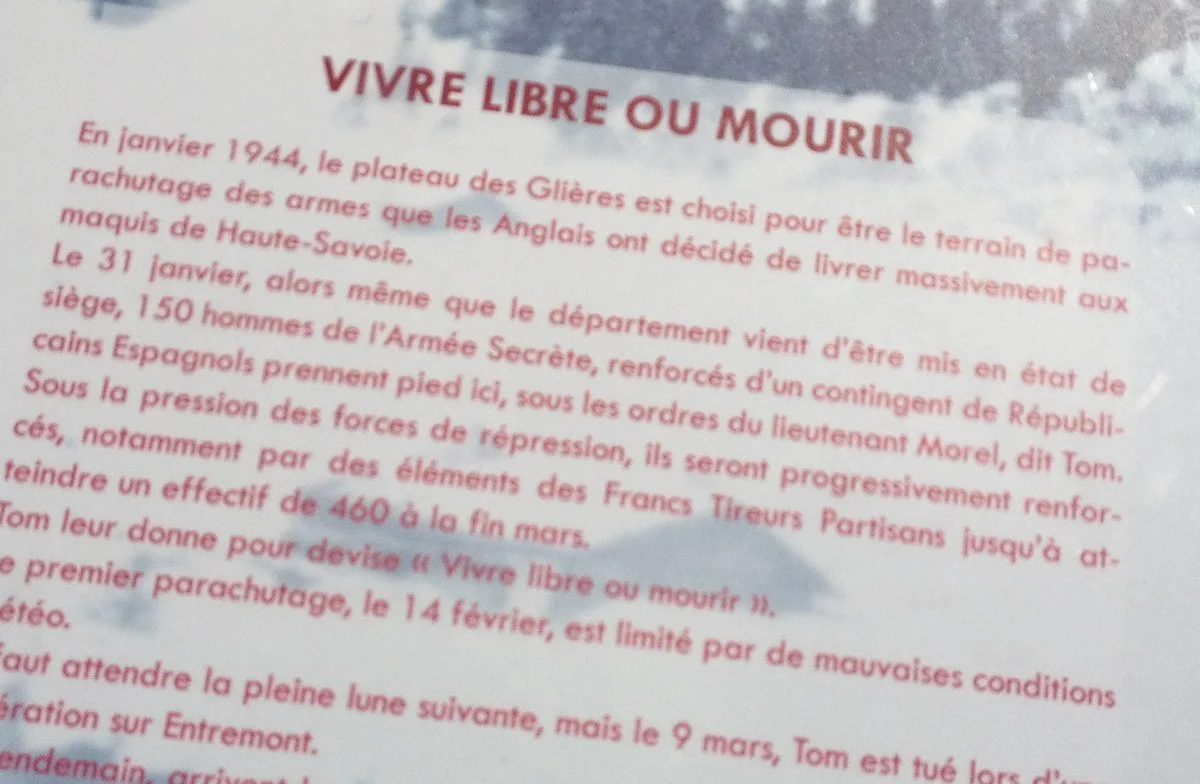 VIVRE LIBRE OU MOURIR
En janvier 1944, le plateau des Glières est choisi pour être le terrain de pa-
rachutage des armes que les Anglais ont décidé de livrer massivement aux
maquis de Haute-Savoie.
Le 31 janvier, alors même que le département vient d'être mis en état de
siège, 150 hommes de l'Armée Secrète, renforcés d'un contingent de Républi-
cains Espagnols prennent pied ici, sous les ordres du lieutenant Morel, dit Tom.
Sous la pression des forces de répression, ils seront progressivement renfor-
cés, notamment par des éléments des Francs Tireurs Partisans jusqu'à at-
teindre un effectif de 460 à la fin mars.
Tom leur donne pour devise « Vivre libre ou mourir ».
e premier parachutage, le 14 février, est limité par de mauvaises conditions
étéo.
faut attendre la pleine lune suivante, mais le 9 mars, Tom est tué lors d'u
ération sur Entremont.
endemain, arrivent